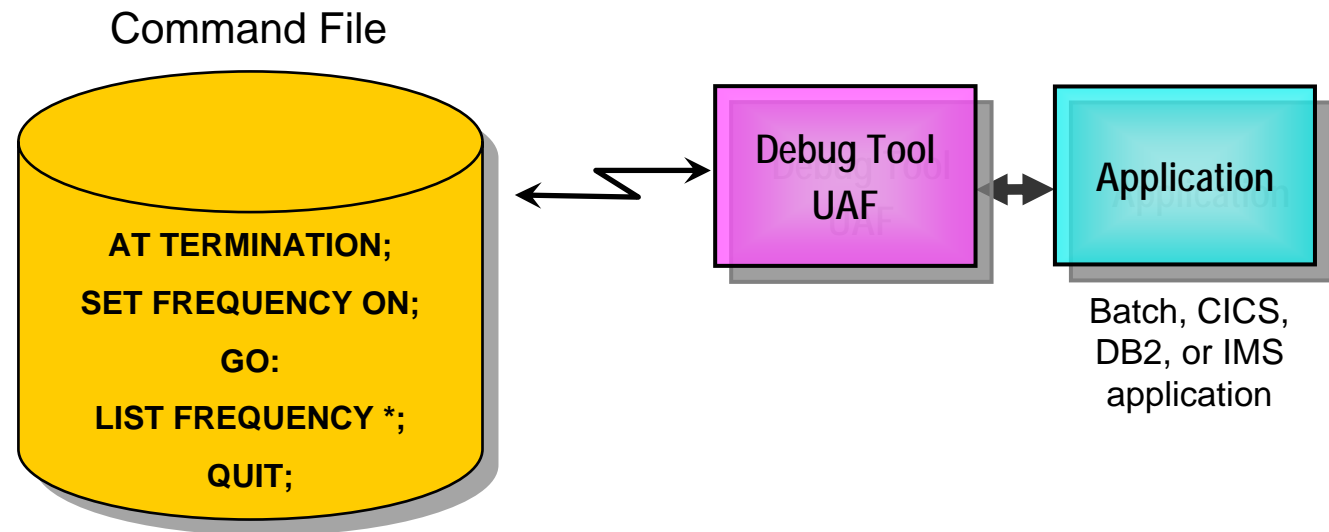 Command File
AT TERMINATION;
SET FREQUENCY ON;
GO:
LIST FREQUENCY *;
QUIT;
Debug Tool
UAF
Application
Batch, CICS,
DB2, or IMS
application